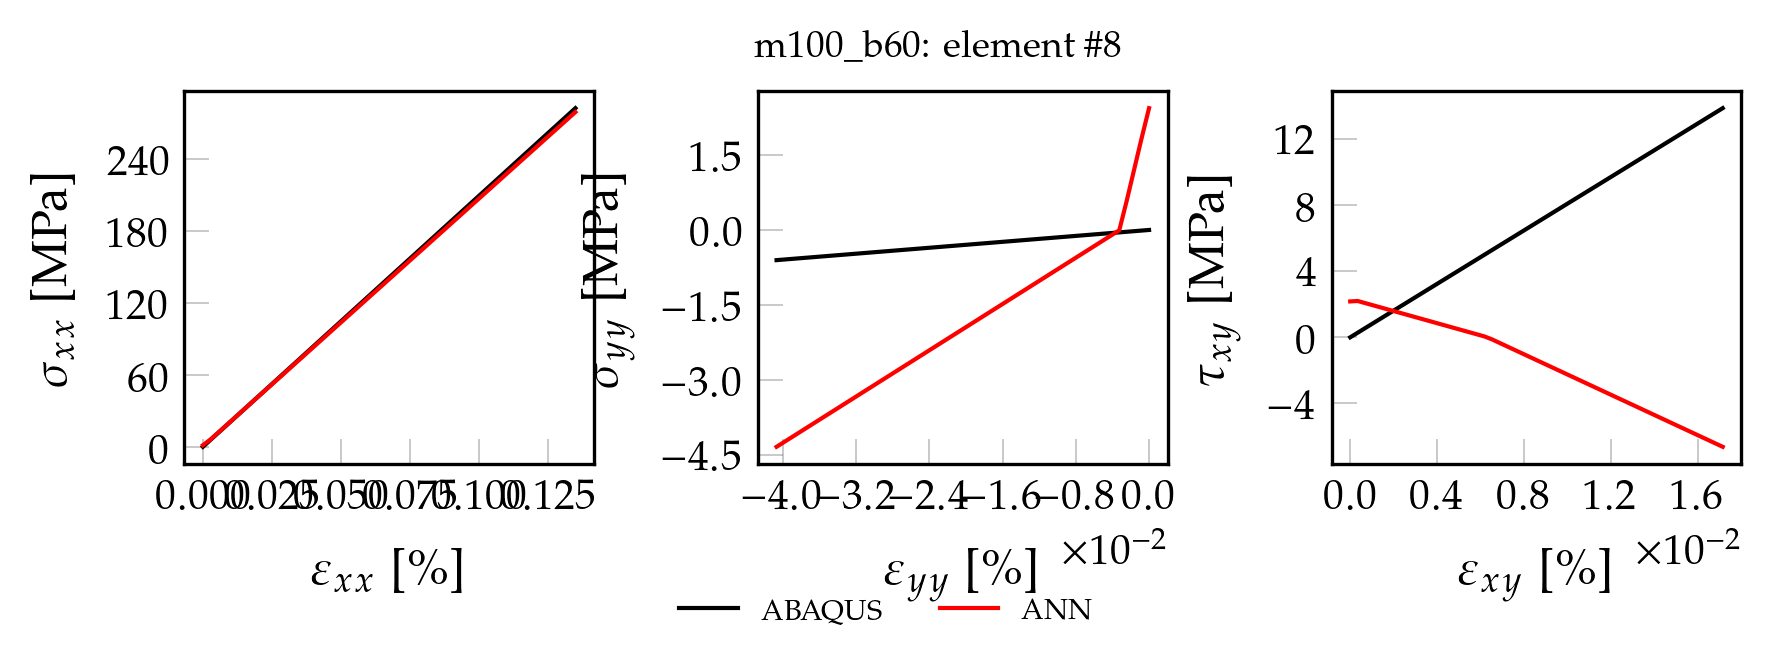 m100_b60: element #8
σxx [MPa]
240
180
120
60
0
0.000 0.025 0.050 0.075 0.100 0.125
εxx [%]
σyy [MPa]
1.5
0.0
−1.5
−3.0
−4.5
−4.0 −3.2 −2.4 −1.6 −0.8 0.0
×10−2
εyy [%]
τxy [MPa]
12
8
4
0
−4
0.0 0.4 0.8 1.2 1.6
×10−2
εxy [%]
ABAQUS ANN